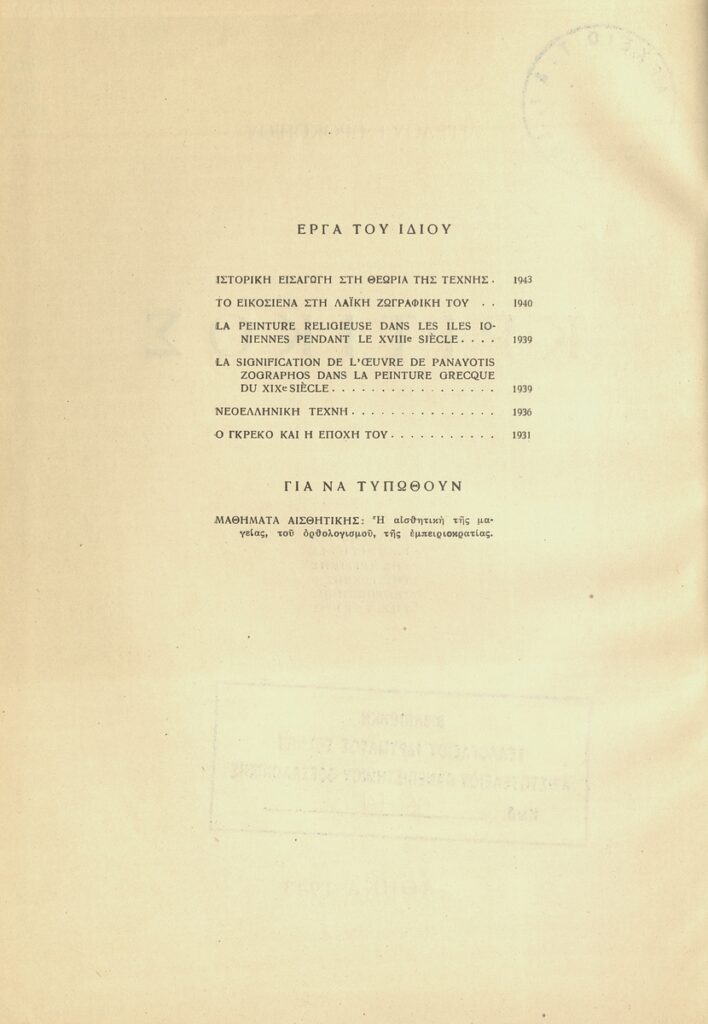 ΕΡΓΑ ΤΟΥ ΙΔΙΟΥ
ΙΣΤΟΡΙΚΗ ΕΙΣΑΓΩΓΗ ΣΤΗ ΘΕΩΡΙΑ ΤΗΣ ΤΕΧΝΗΣ . 1943
ΤΟ ΕΙΚΟΣΙΕΝΑ ΣΤΗ ΛΑΪΚΗ ΖΩΓΡΑΦΙΚΗ ΤΟΥ . . 1940
LA PEINTURE RELIGIEUSE DANS LES ILES IO-
NIENNES PENDANT LE XVIIIe SIÈCLE . . . . 1939
LA SIGNIFICATION DE L'ŒUVRE DE PANAYOTIS
ZOGRAPHOS DANS LA PEINTURE GRECQUE
DU XIXe SIÈCLE . . . . . . . . . . . . . . . . 1939
ΝΕΟΕΛΛΗΝΙΚΗ ΤΕΧΝΗ . . . . . . . . . . . . . . 1936
Ο ΓΚΡΕΚΟ ΚΑΙ Η ΕΠΟΧΗ ΤΟΥ . . . . . . . . . . 1931
ΓΙΑ ΝΑ ΤΥΠΩΘΟΥΝ
ΜΑΘΗΜΑΤΑ ΑΙΣΘΗΤΙΚΗΣ: Ἡ αἰσθητικὴ τῆς μα-
γείας, τοῦ ὀρθολογισμοῦ, τῆς ἐμπειριοκρατίας.